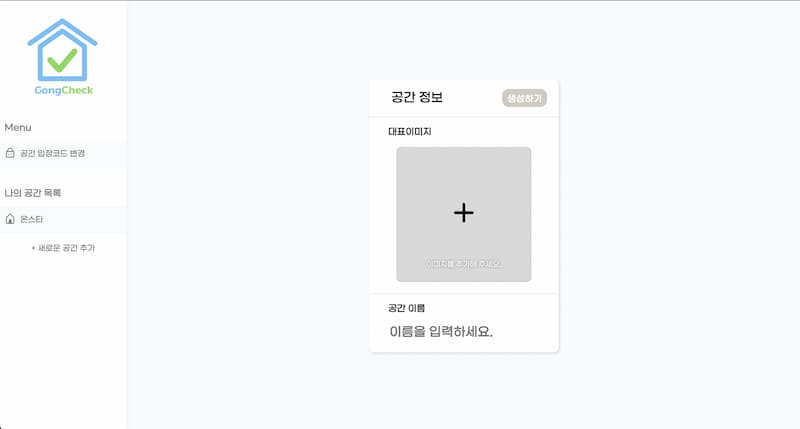 GongCheck
Menu
공간 입장코드 변경
나의 공간 목록
온스타
+ 새로운 공간 추가
공간 정보
생성하기
대표이미지
이미지를 추가해 주세요.
공간 이름
이름을 입력하세요.